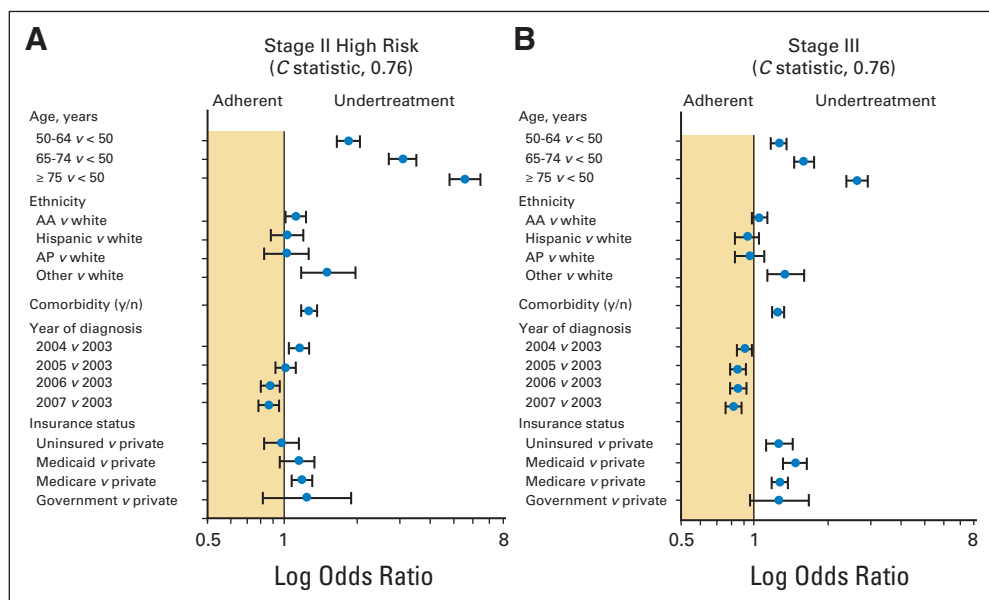 A
Stage II High Risk
(C statistic, 0.76)
Adherent Undertreatment
Age, years
50-64 v < 50
65-74 v < 50
≥ 75 v < 50
Ethnicity
AA v white
Hispanic v white
AP v white
Other v white
Comorbidity (y/n)
Year of diagnosis
2004 v 2003
2005 v 2003
2006 v 2003
2007 v 2003
Insurance status
Uninsured v private
Medicaid v private
Medicare v private
Government v private
0.5 1 8
Log Odds Ratio
B
Stage III
(C statistic, 0.76)
Adherent Undertreatment
Age, years
50-64 v < 50
65-74 v < 50
≥ 75 v < 50
Ethnicity
AA v white
Hispanic v white
AP v white
Other v white
Comorbidity (y/n)
Year of diagnosis
2004 v 2003
2005 v 2003
2006 v 2003
2007 v 2003
Insurance status
Uninsured v private
Medicaid v private
Medicare v private
Government v private
0.5 1 8
Log Odds Ratio